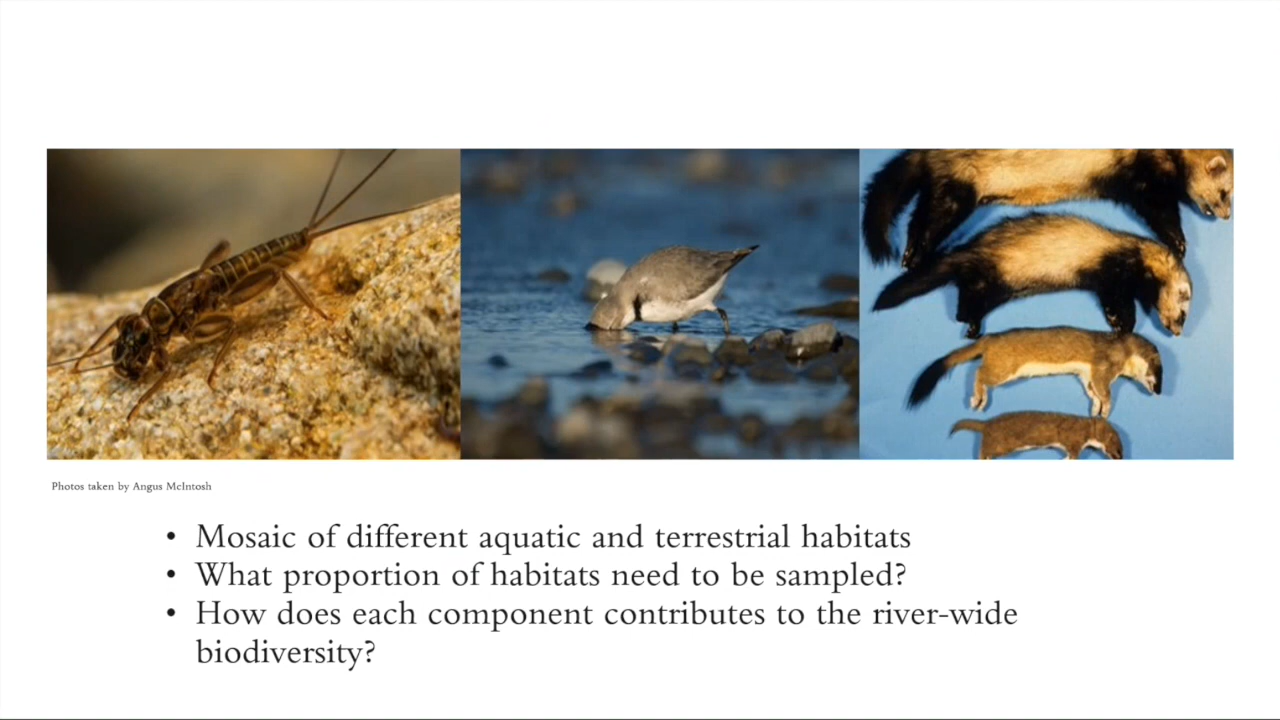 Photos taken by Angus McIntosh
• Mosaic of different aquatic and terrestrial habitats
• What proportion of habitats need to be sampled?
• How does each component contributes to the river-wide
biodiversity?